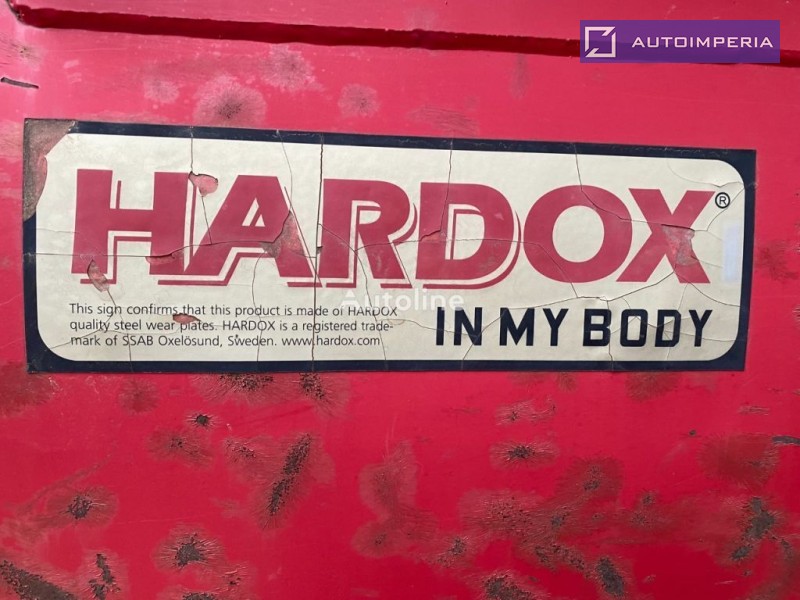 AUTOIMPERIA
HARDOX®
Autoline
IN MY BODY
This sign confirms that this product is made of HARDOX
quality steel wear plates. HARDOX is a registered trade-
mark of SSAB Oxelösund, Sweden. www.hardox.com